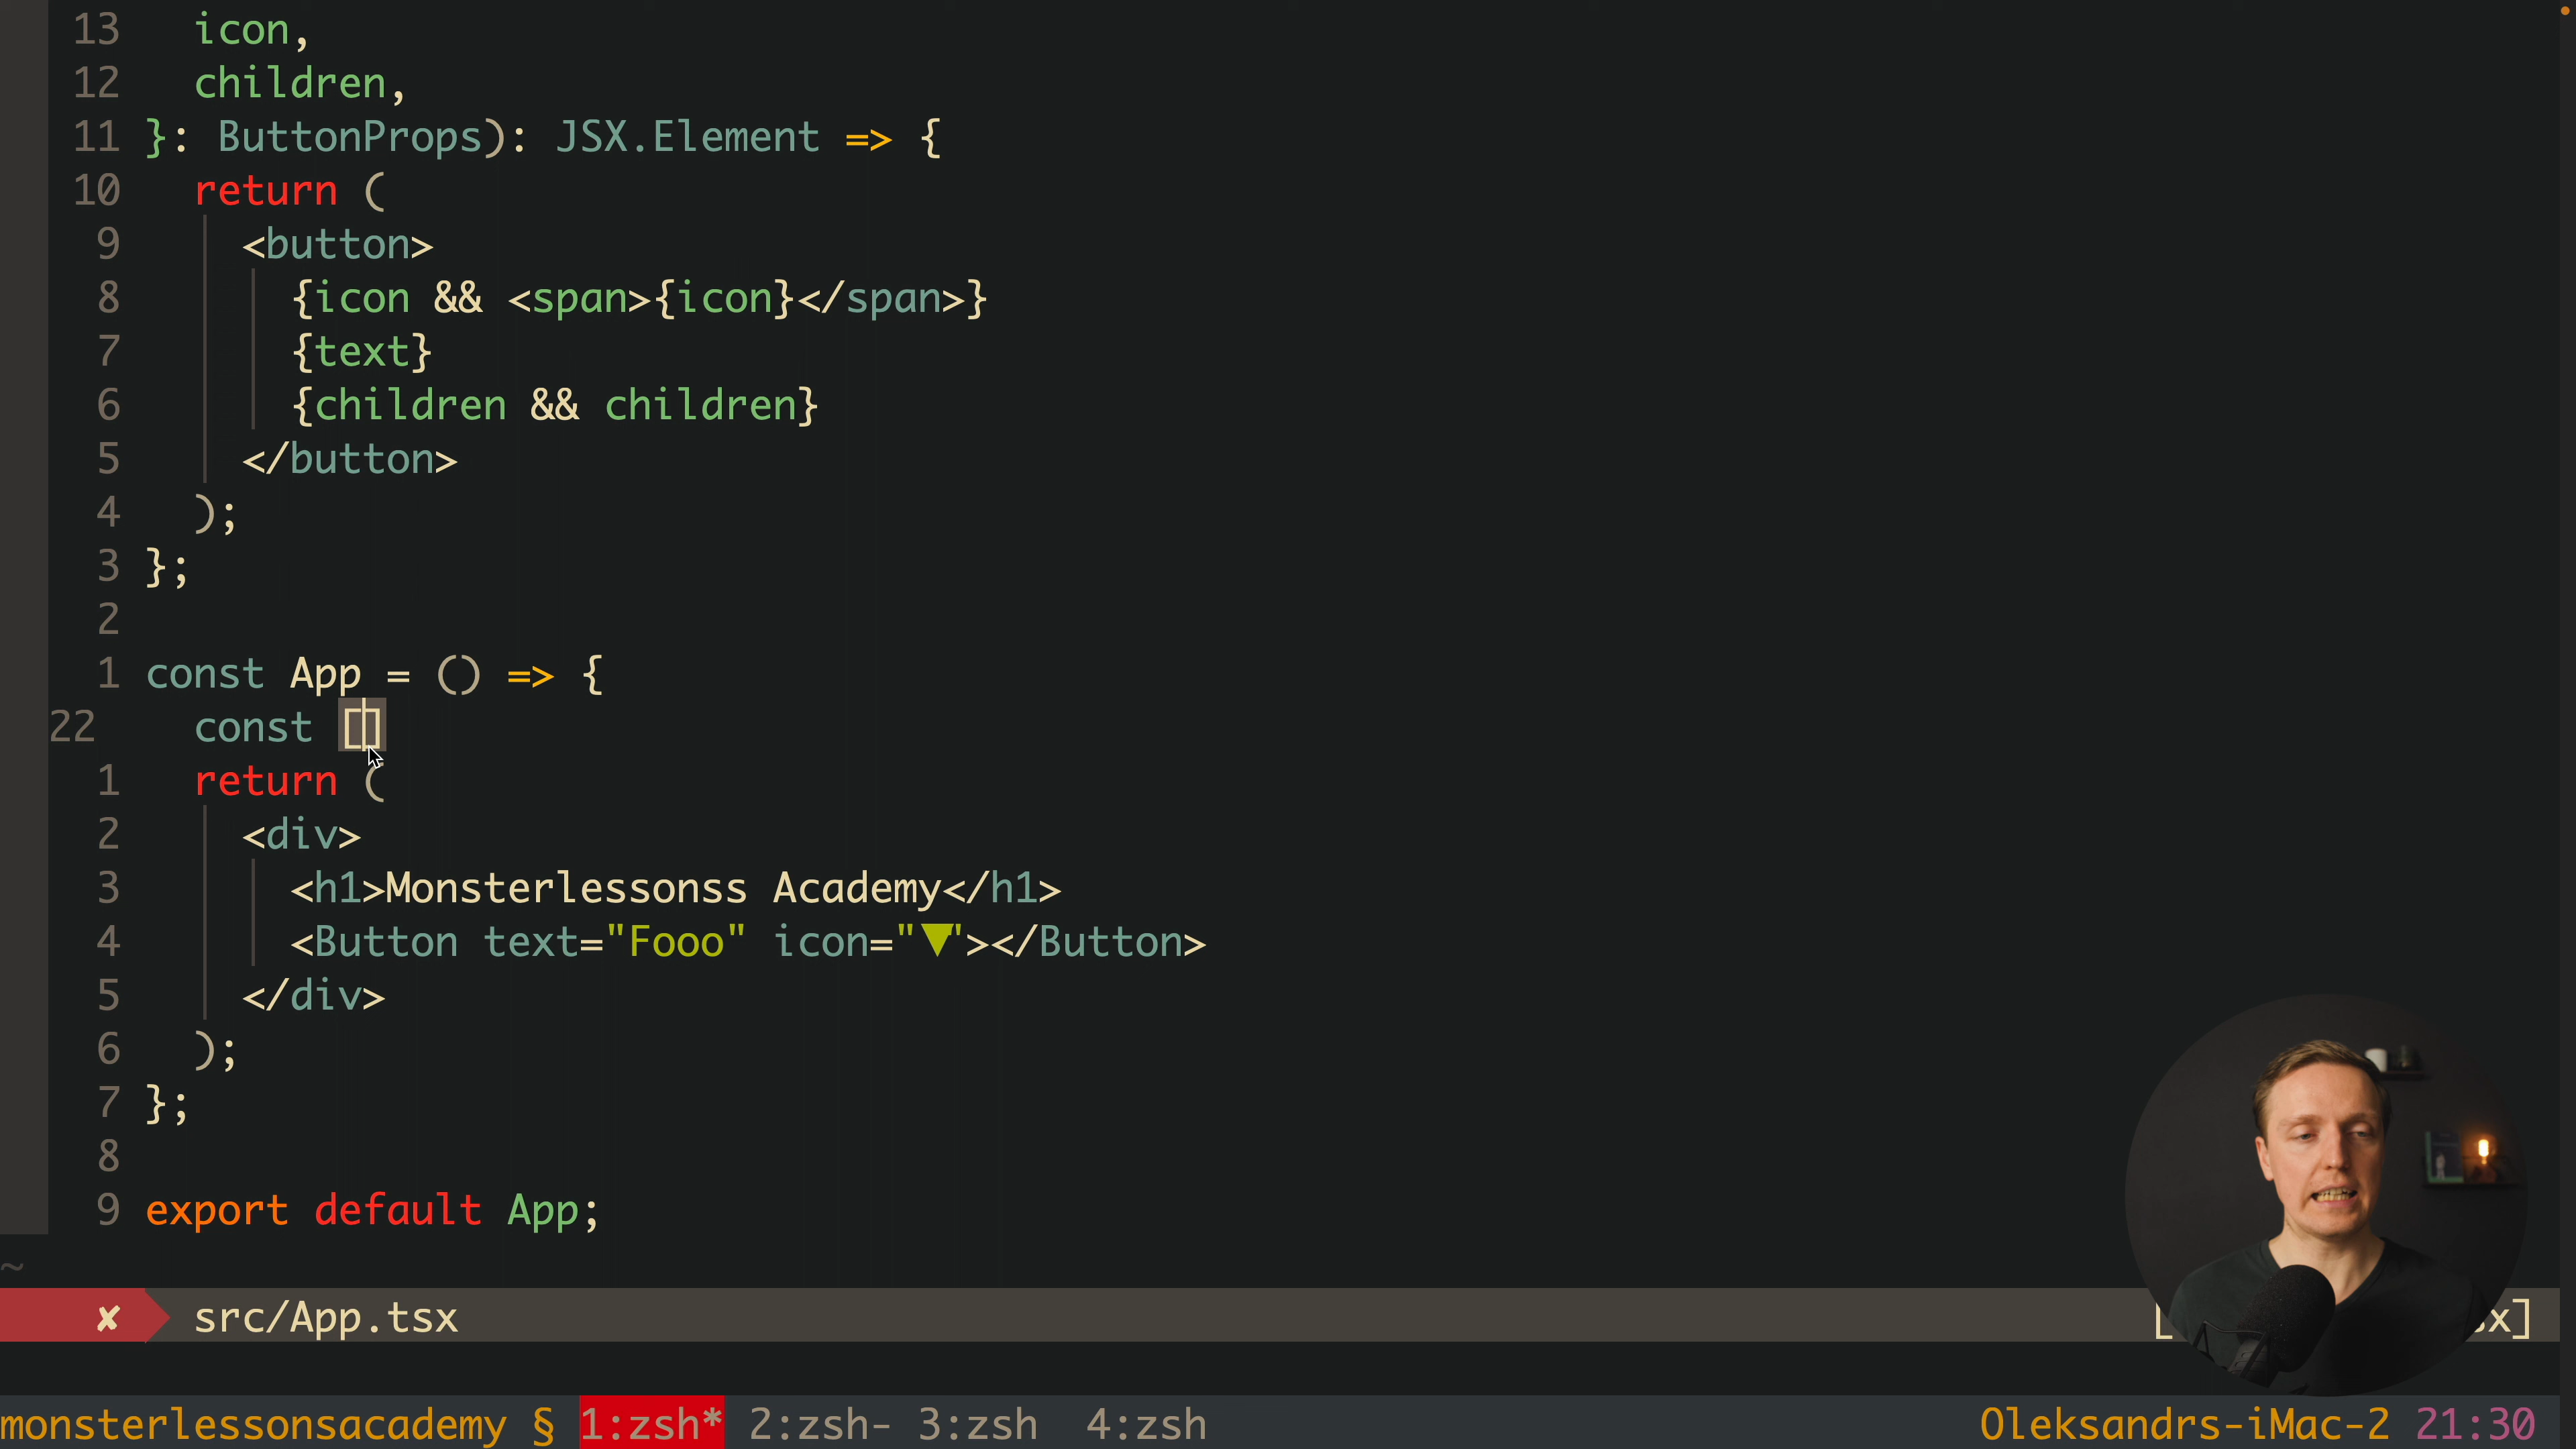 13 icon,
12 children,
11 }: ButtonProps): JSX.Element => {
10 return (
9 <button>
8 {icon && <span>{icon}</span>}
7 {text}
6 {children && children}
5 </button>
4 );
3 };
2
1 const App = () => {
22 const []
1 return (
2 <div>
3 <h1>Monsterlessonss Academy</h1>
4 <Button text="Fooo" icon="▼"></Button>
5 </div>
6 );
7 };
8
9 export default App;
~
✘ src/App.tsx
monsterlessonsacademy § 1:zsh* 2:zsh- 3:zsh 4:zsh Oleksandrs-iMac-2 21:30